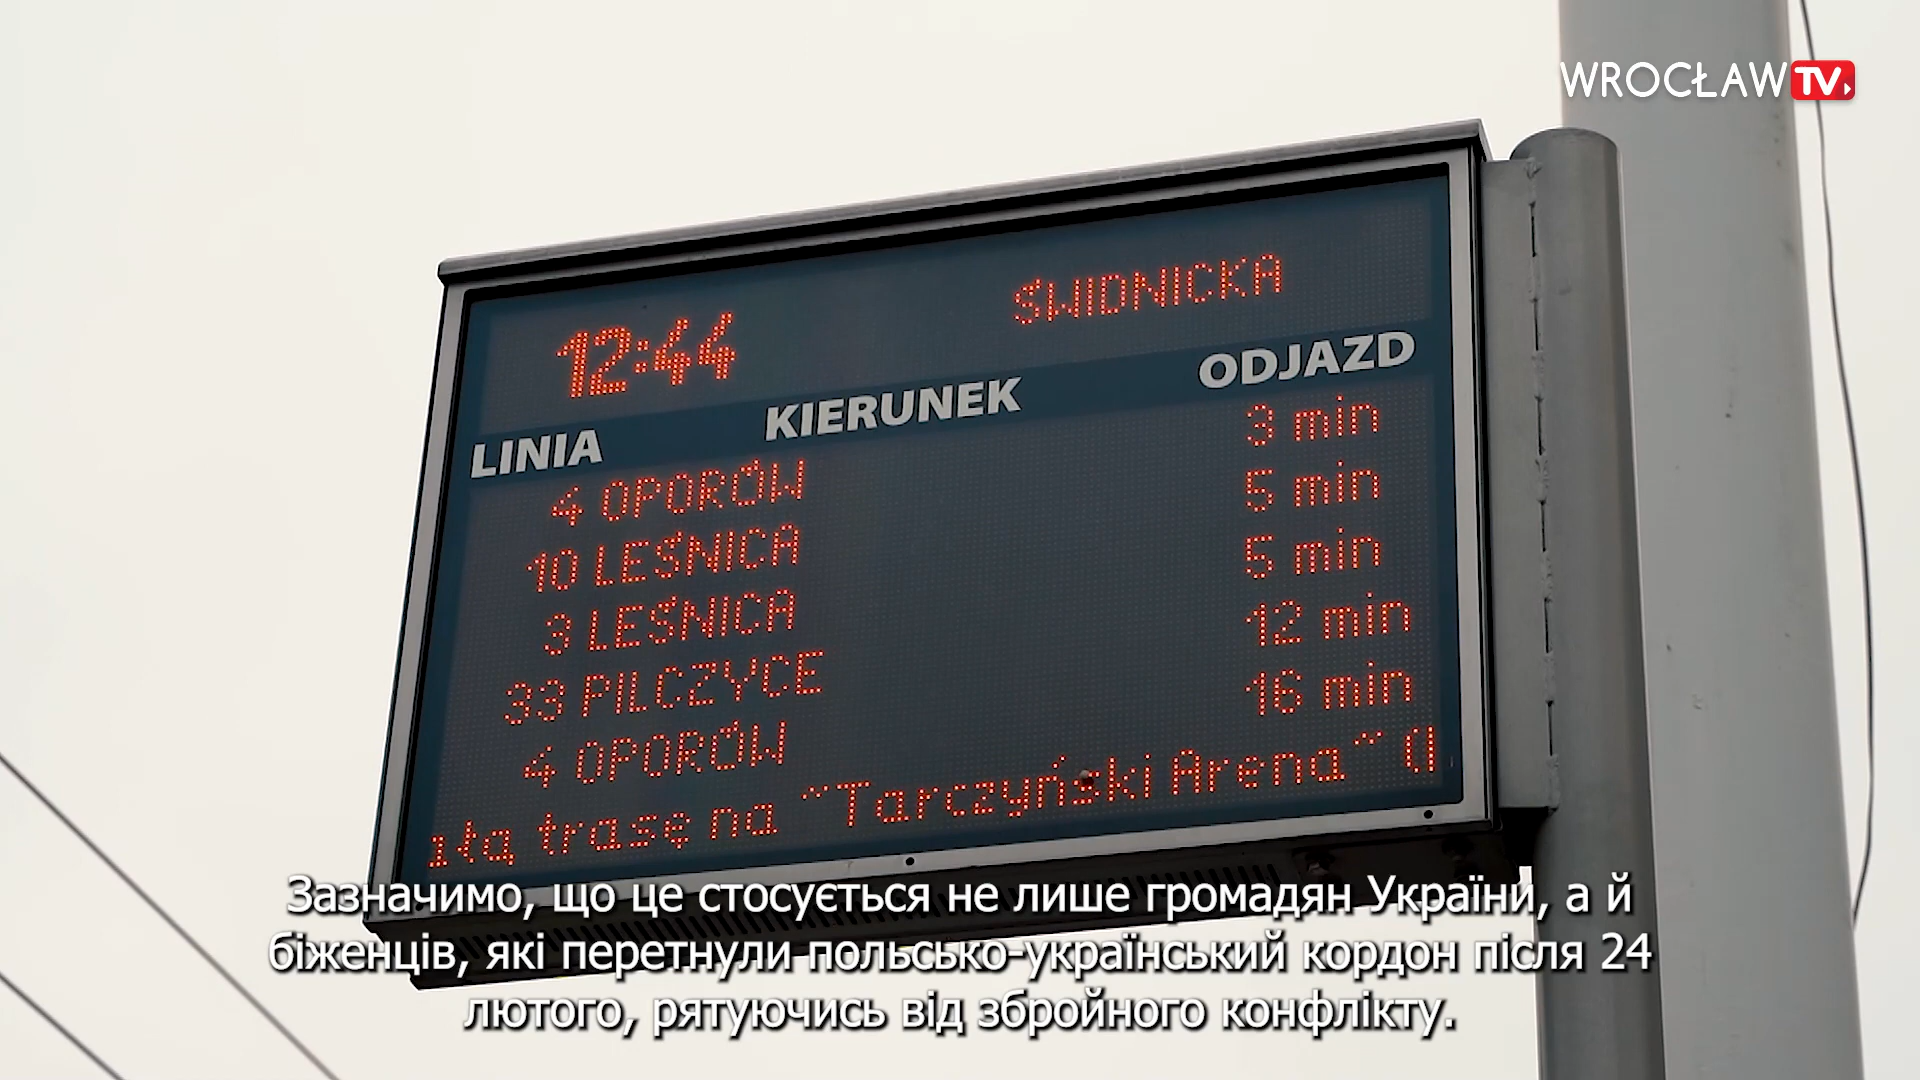 WROCŁAW TV
12:44 ŚWIDNICKA
LINIA KIERUNEK ODJAZD
4 OPORÓW 3 min
10 LEŚNICA 5 min
3 LEŚNICA 5 min
33 PILCZYCE 12 min
4 OPORÓW 16 min
trasę na "Tarczyński Arena" (
Зазначимо, що це стосується не лише громадян України, а й
біженців, які перетнули польсько-український кордон після 24
лютого, рятуючись від збройного конфлікту.